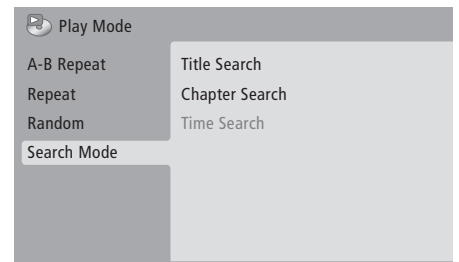 Play Mode
A-B Repeat
Repeat
Random
Search Mode
Title Search
Chapter Search
Time Search